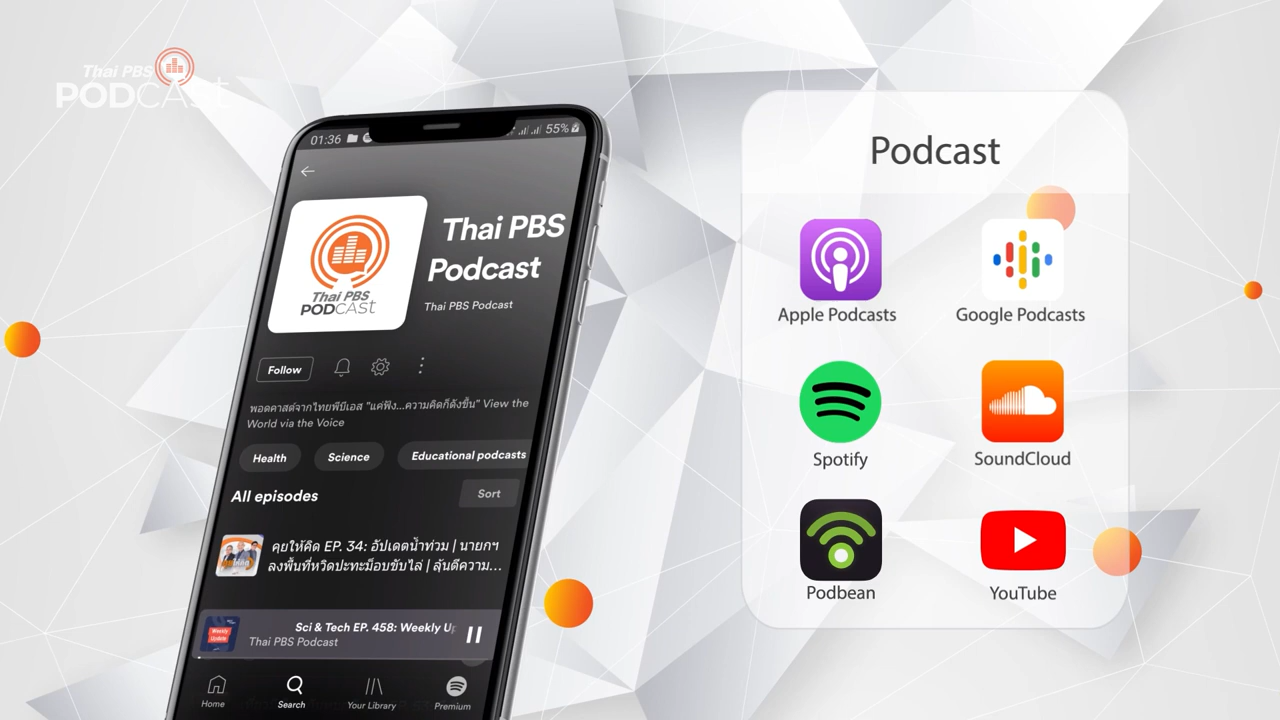 Thai PBS
PODCAST
01:36
55%
Thai PBS
PODCAST
Thai PBS
Podcast
Thai PBS Podcast
Follow
พอดคาสต์จากไทยพีบีเอส "แค่ฟัง...ความคิดก็ดังขึ้น" View the
World via the Voice
Health
Science
Educational podcasts
All episodes
Sort
คุยให้คิด EP. 34: อัปเดตน้ำท่วม | นายกฯ
ลงพื้นที่หวิดปะทะม็อบขับไล่ | ลุ้นตีความ...
Weekly
Update
Sci & Tech EP. 458: Weekly Up
Thai PBS Podcast
Home
Search
Your Library
Premium
Podcast
Apple Podcasts
Google Podcasts
Spotify
SoundCloud
Podbean
YouTube